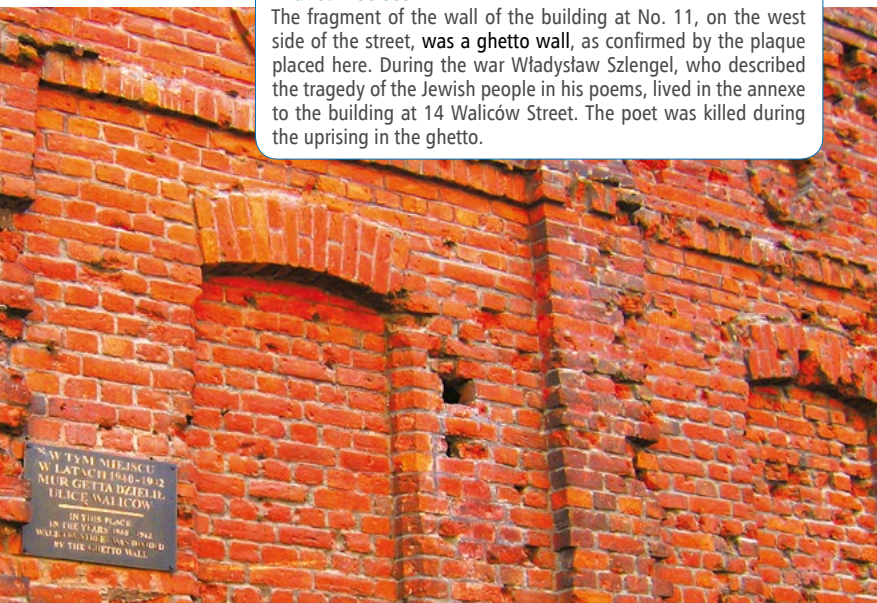 The fragment of the wall of the building at No. 11, on the west
side of the street, was a ghetto wall, as confirmed by the plaque
placed here. During the war Władysław Szlengel, who described
the tragedy of the Jewish people in his poems, lived in the annexe
to the building at 14 Waliców Street. The poet was killed during
the uprising in the ghetto.
W TYM MIEJSCU
W LATACH 1940-1942
MUR GETTA DZIELIŁ
ULICĘ WALICÓW
IN THIS PLACE
IN THE YEARS 1940-1942
WALICÓW STREET WAS DIVIDED
BY THE GHETTO WALL